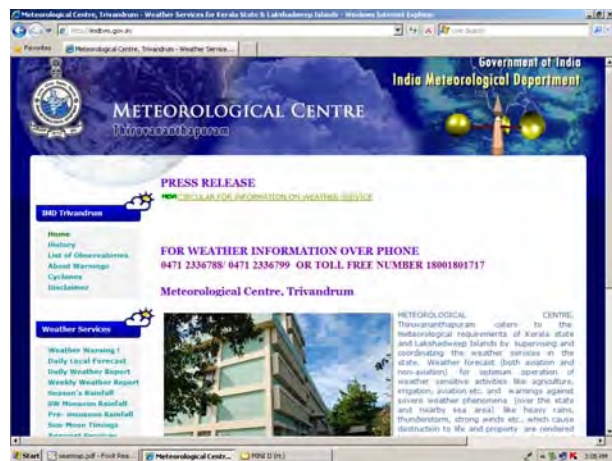 Meteorological Centre, Trivandrum - Weather Services for Kerala State & Lakshadweep Islands - Windows Internet Explorer
Favorites
Meteorological Centre, Trivandrum - Weather Service...
Government of India
India Meteorological Department
METEOROLOGICAL CENTRE
Thiruvananthapuram
PRESS RELEASE
NEW CIRCULAR FOR INFORMATION ON WEATHER SERVICE
IMD Trivandrum
Home
History
List of Observatories
About Warnings
Cyclones
Disclaimer
FOR WEATHER INFORMATION OVER PHONE
0471 2336788/ 0471 2336799 OR TOLL FREE NUMBER 18001801717
Meteorological Centre, Trivandrum
Weather Services
Weather Warning !
Daily Local Forecast
Daily Weather Report
Weekly Weather Report
Season's Rainfall
SW Monsoon Rainfall
Pre- monsoon Rainfall
Sun-Moon Timings
METEOROLOGICAL CENTRE,
Thiruvananthapuram caters to the
meteorological requirements of Kerala state
and Lakshadweep Islands by supervising and
coordinating the weather services in the
state. Weather forecast (both aviation and
non-aviation) for optimum operation of
weather sensitive activities like agriculture,
irrigation, aviation etc. and warnings against
severe weather phenomena (over the state
and nearby sea area) like heavy rains,
thunderstorm, strong winds etc., which cause
destruction to life and property are rendered
Start
Meteorological Centr...
3:08 PM